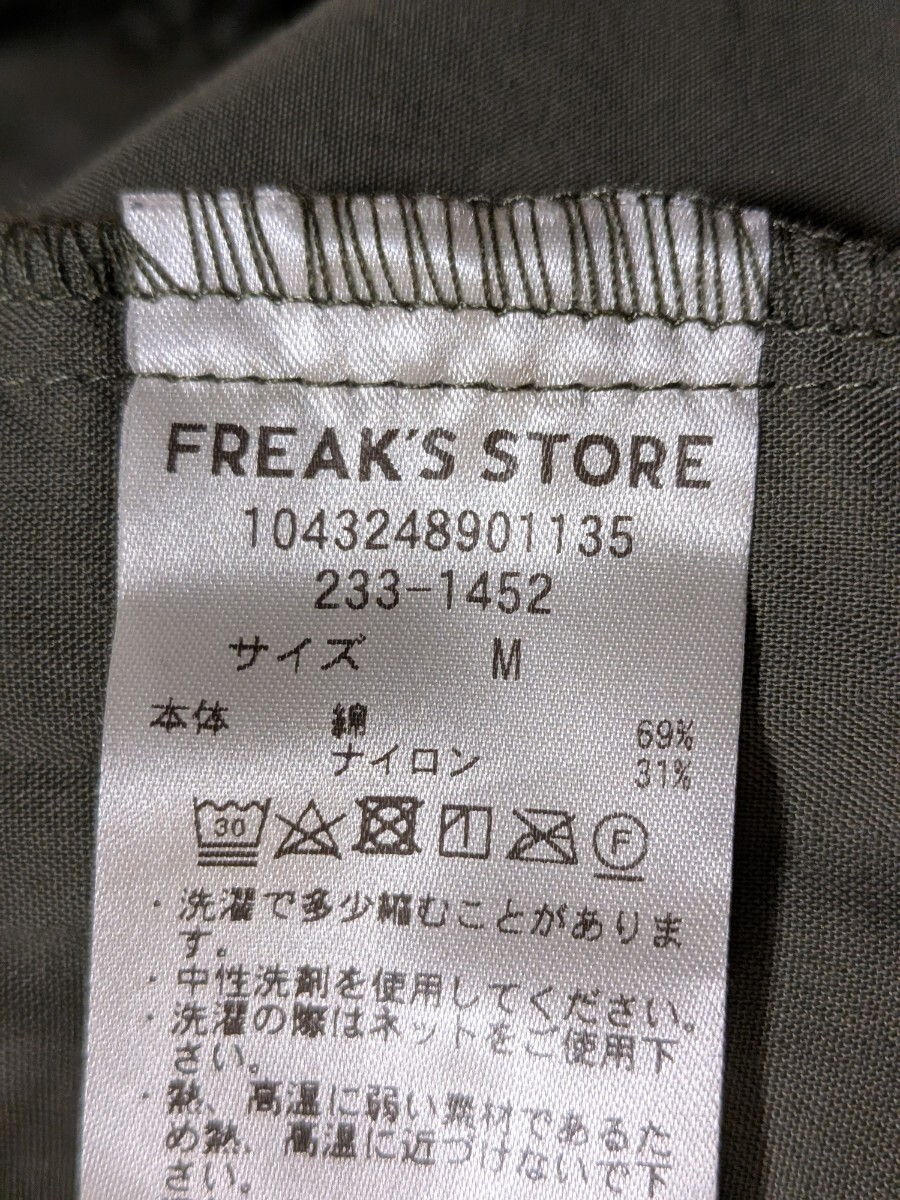 FREAK'S STORE
1043248901135
233-1452
サイズ M
本体 綿 69%
ナイロン 31%
30 F
・洗濯で多少縮むことがありま
す。
・中性洗剤を使用してください。
・洗濯の際はネットをご使用下
さい。
・熱、高温に弱い素材であるた
め熱、高温に近づけないで下
さい。